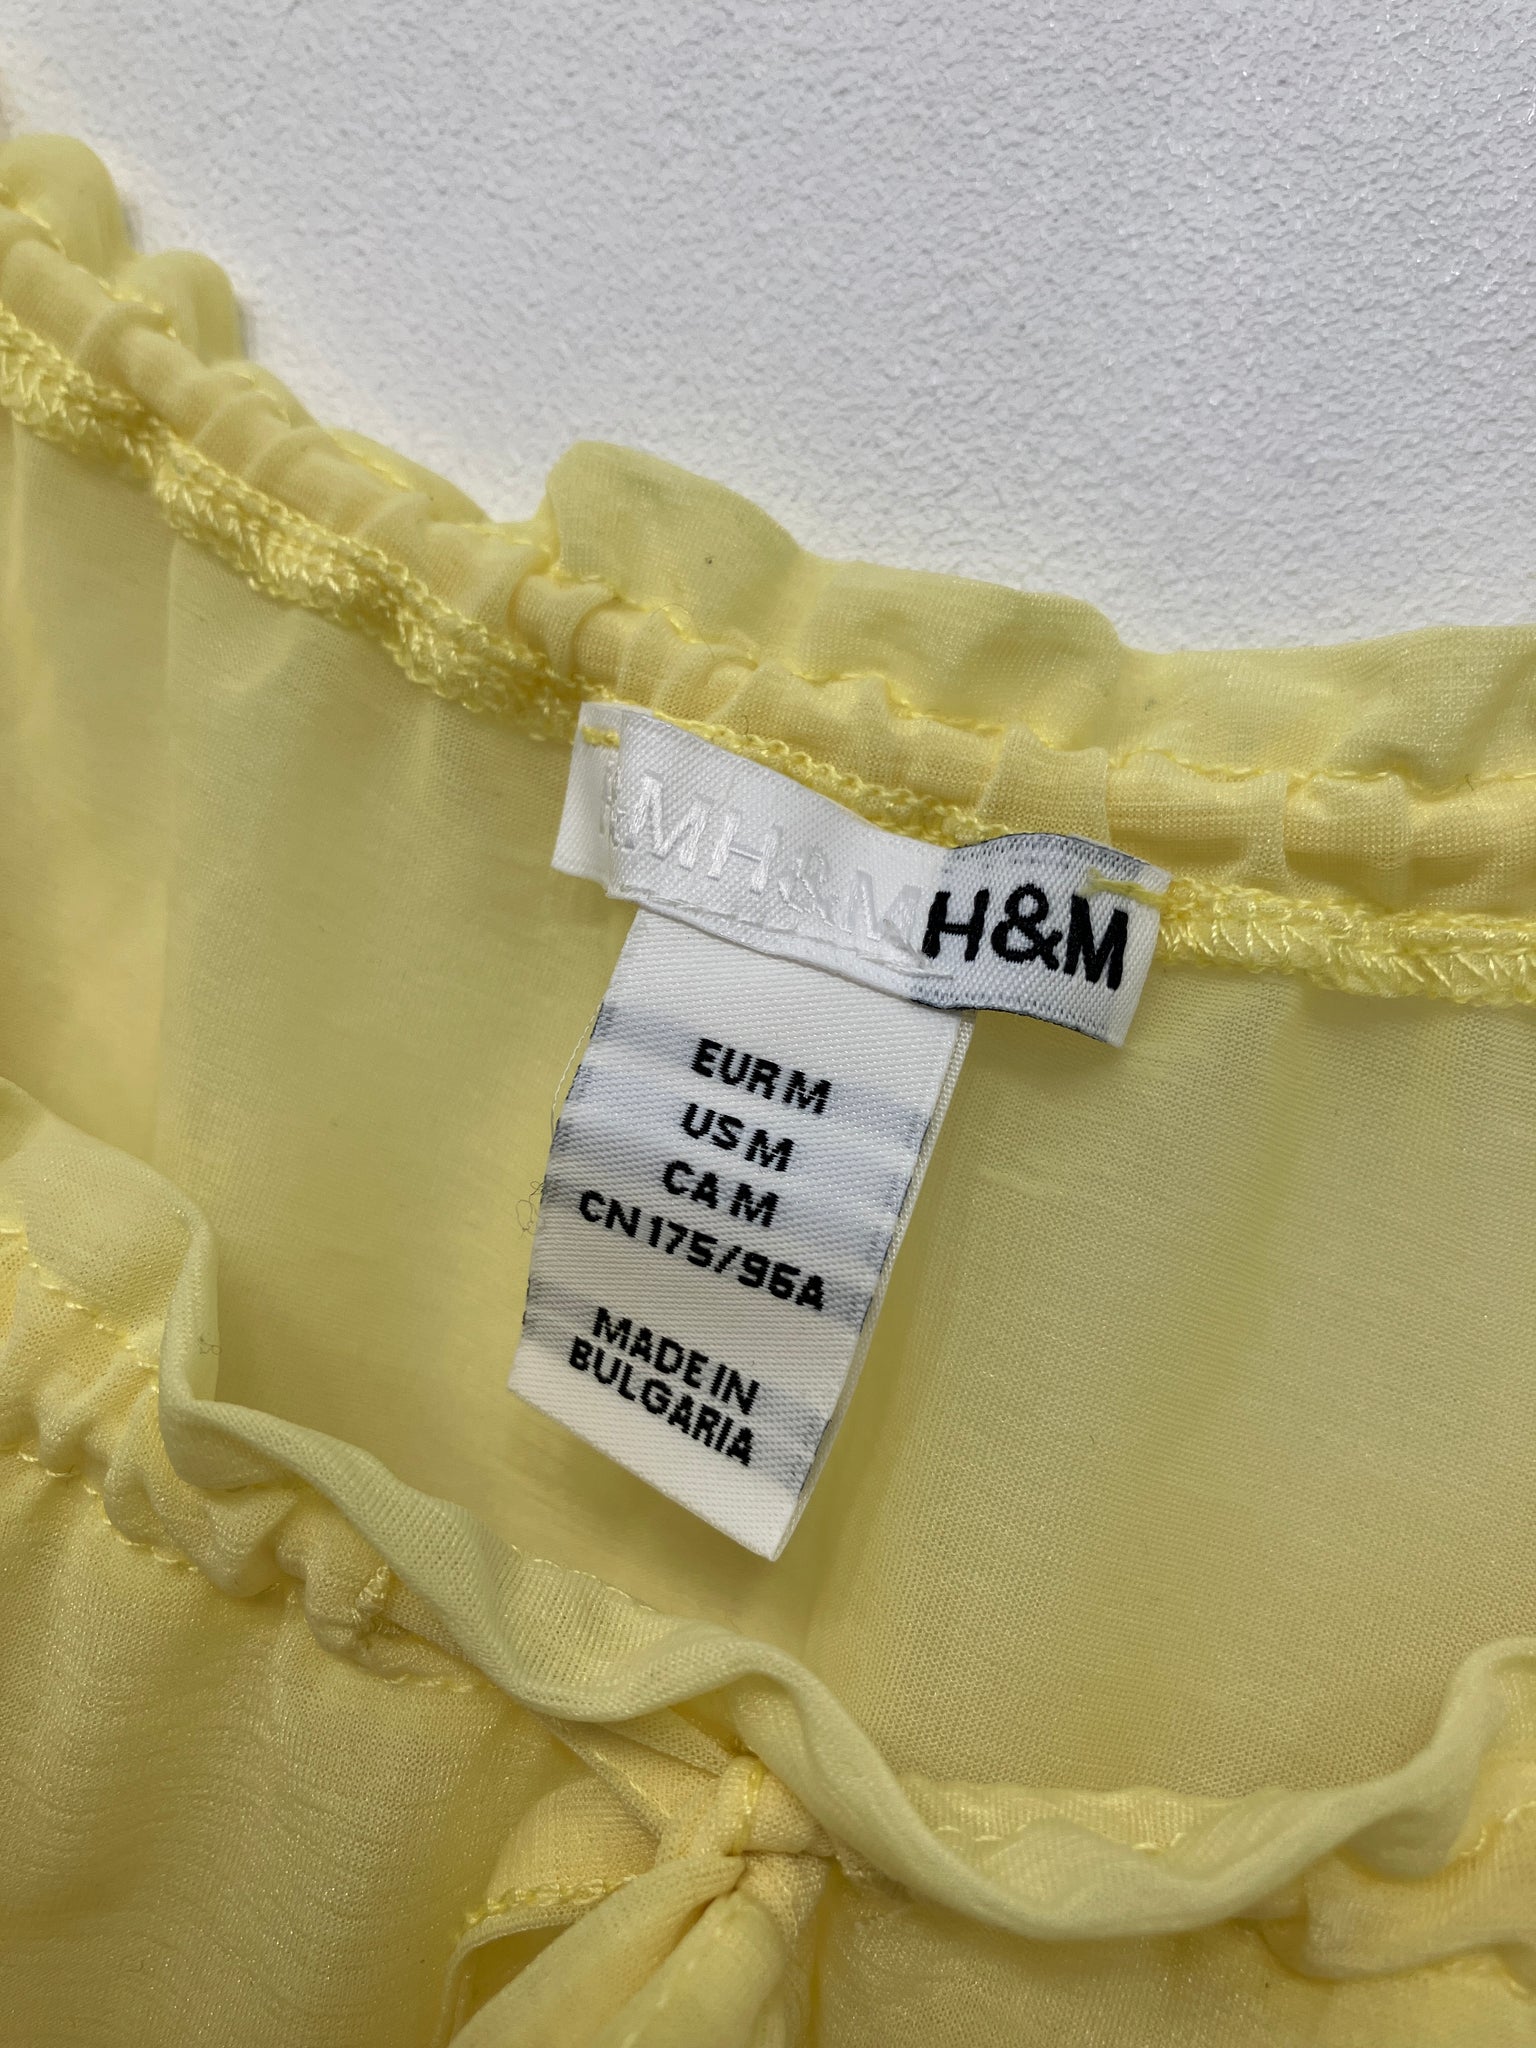 H&M H&M
EUR M
US M
CA M
CN 175/96A
MADE IN
BULGARIA